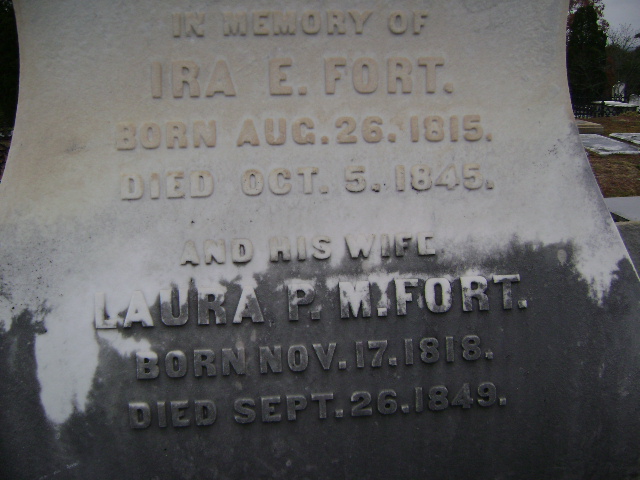 IN MEMORY OF
IRA E. FORT.
BORN AUG. 26. 1815.
DIED OCT. 5. 1845.
AND HIS WIFE
LAURA P. M. FORT.
BORN NOV. 17. 1818.
DIED SEPT. 26. 1849.